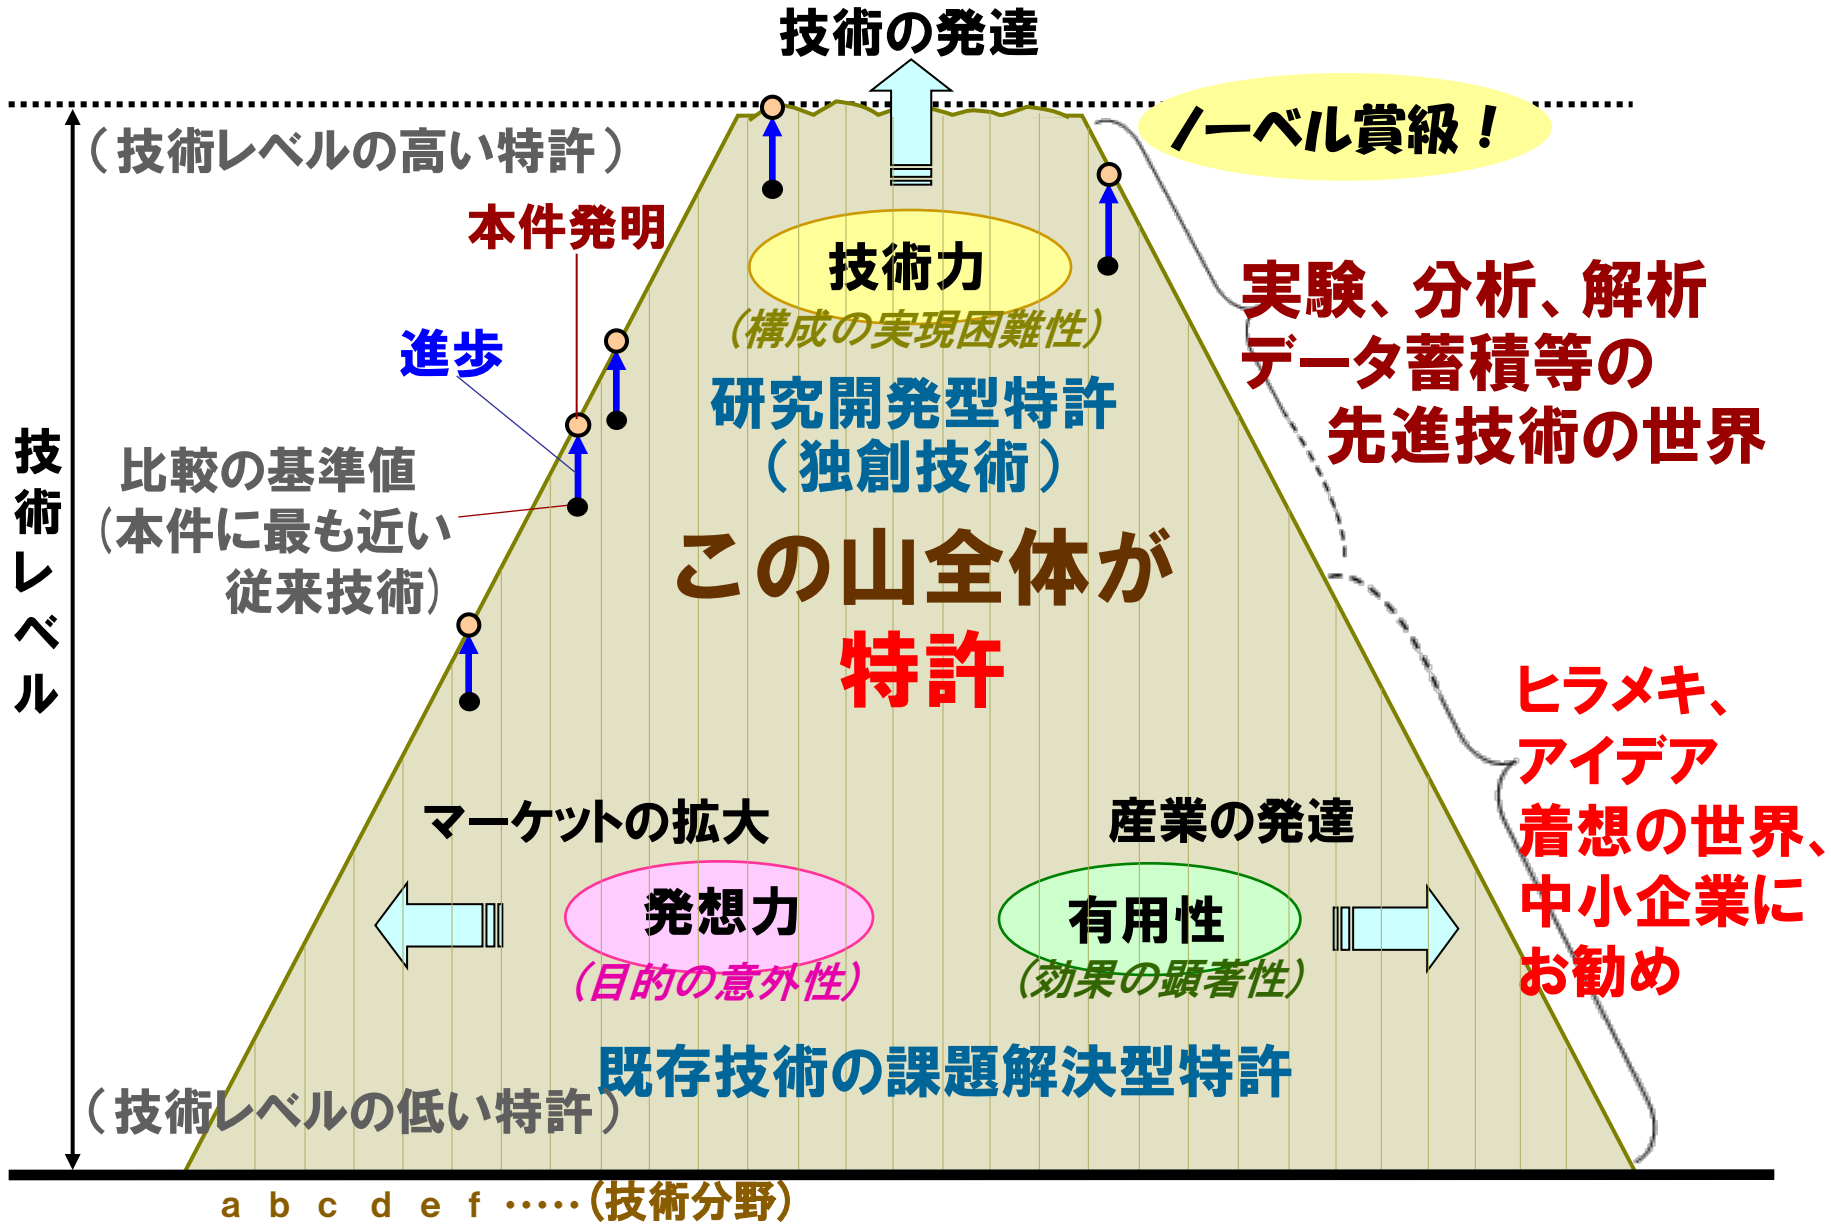 技術の発達
ノーベル賞級！
（技術レベルの高い特許）
本件発明
技術力
（構成の実現困難性）
実験、分析、解析
データ蓄積等の
先進技術の世界
進歩
研究開発型特許
（独創技術）
技術レベル
比較の基準値
（本件に最も近い
従来技術）
この山全体が
特許
ヒラメキ、
アイデア
着想の世界、
中小企業に
お勧め
マーケットの拡大
産業の発達
発想力
（目的の意外性）
有用性
（効果の顕著性）
既存技術の課題解決型特許
（技術レベルの低い特許）
a b c d e f ・・・・・（技術分野）